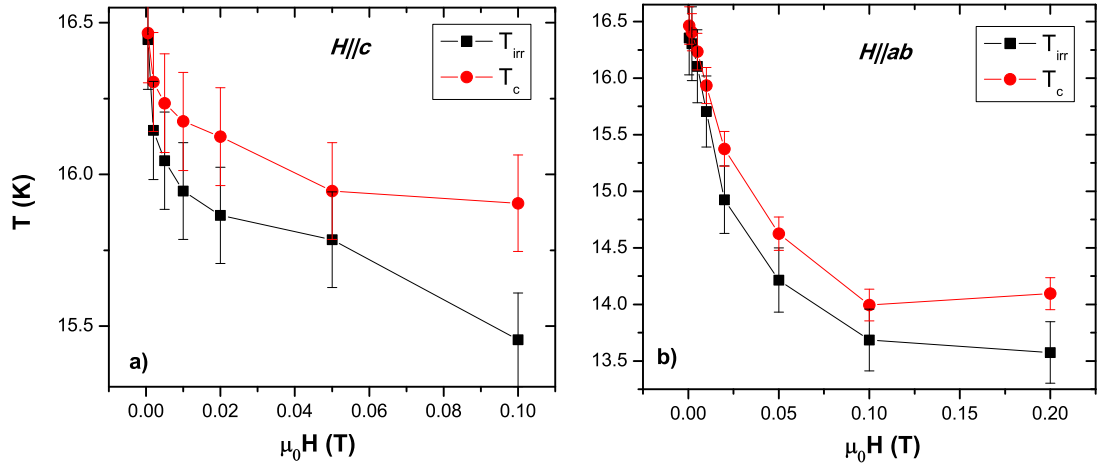 H//c
T_irr
T_c
16.5
16.0
15.5
T (K)
a)
0.00 0.02 0.04 0.06 0.08 0.10
μ₀H (T)
H//ab
T_irr
T_c
16.5
16.0
15.5
15.0
14.5
14.0
13.5
b)
0.00 0.05 0.10 0.15 0.20
μ₀H (T)